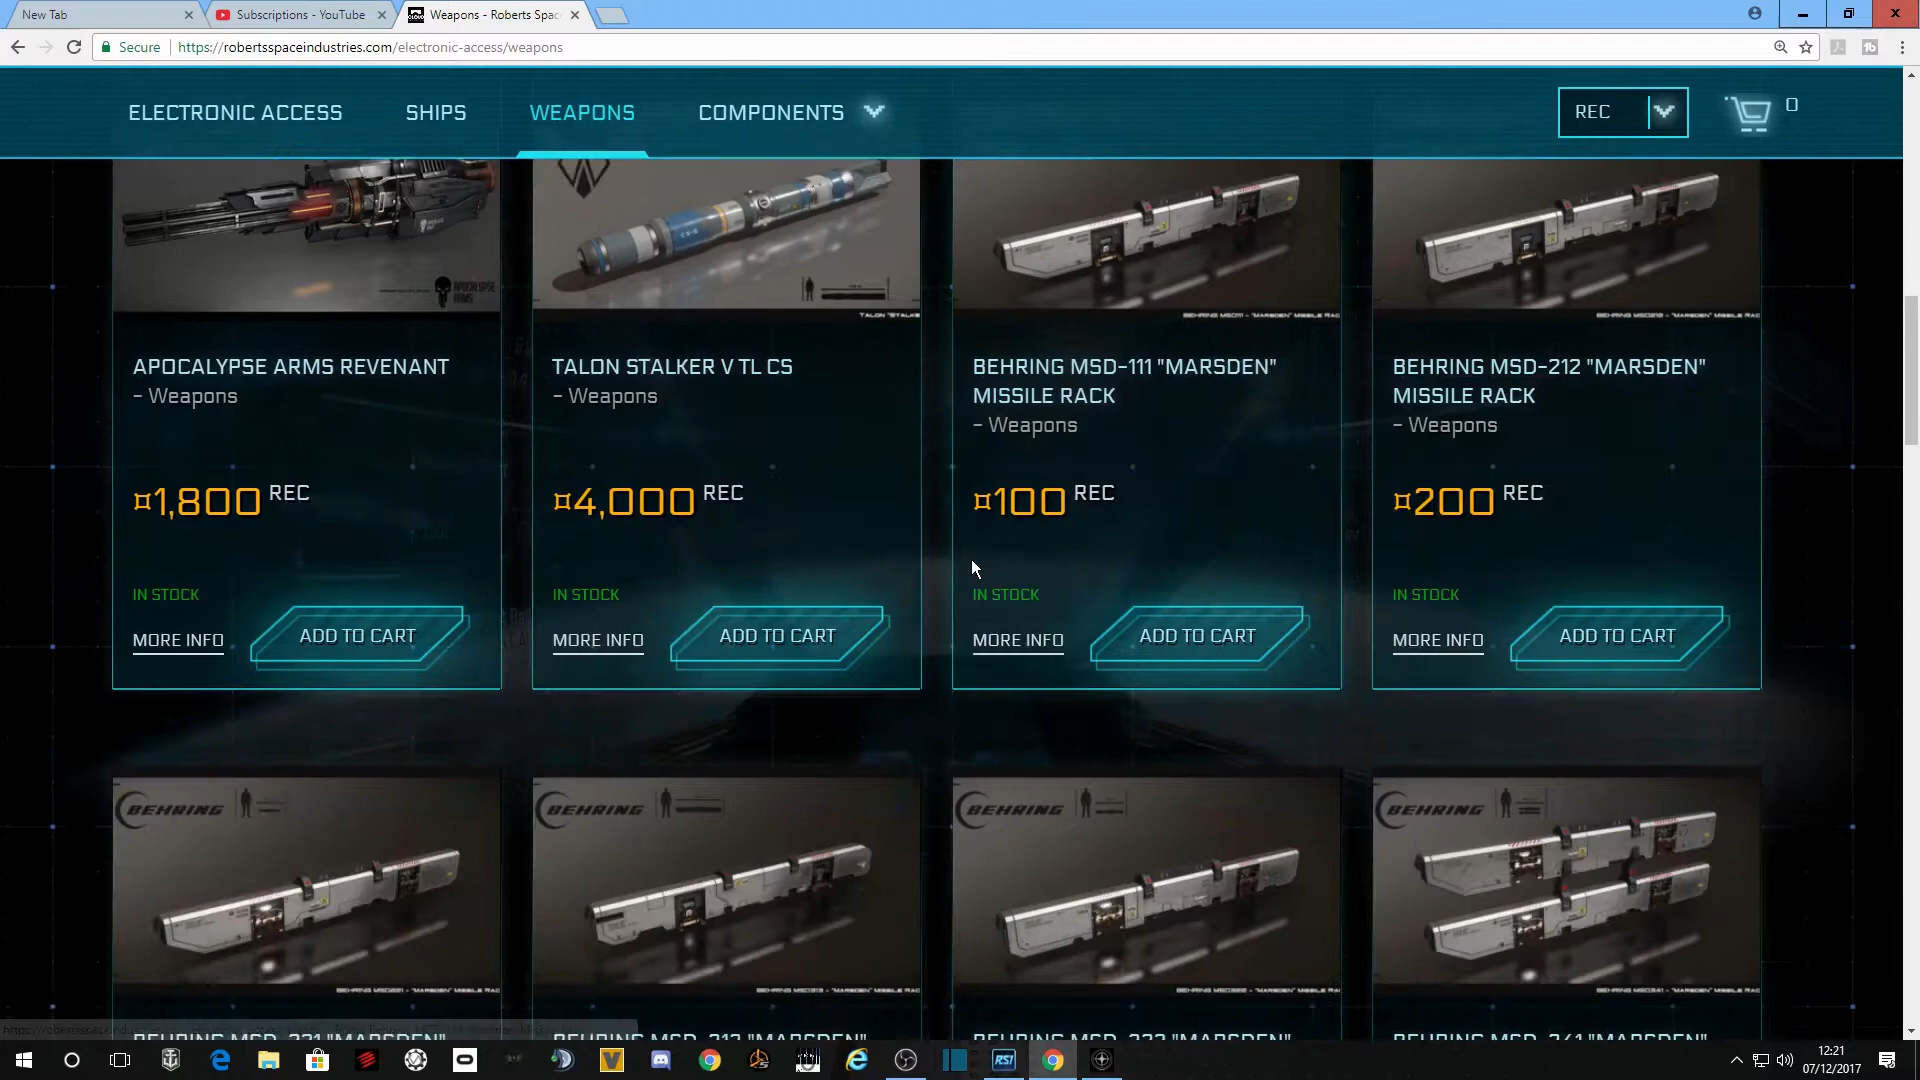 New Tab
Subscriptions - YouTube
Weapons - Roberts Spac
Secure
https://robertsspaceindustries.com/electronic-access/weapons
ELECTRONIC ACCESS
SHIPS
WEAPONS
COMPONENTS
REC
0
APOCALYPSE ARMS
APOCALYPSE ARMS REVENANT
- Weapons
¤1,800 REC
IN STOCK
MORE INFO
ADD TO CART
TALON STALKER V TL CS
- Weapons
¤4,000 REC
IN STOCK
MORE INFO
ADD TO CART
BEHRING MSD-111 "MARSDEN"
MISSILE RACK
- Weapons
¤100 REC
IN STOCK
MORE INFO
ADD TO CART
BEHRING MSD-212 "MARSDEN"
MISSILE RACK
- Weapons
¤200 REC
IN STOCK
MORE INFO
ADD TO CART
BEHRING
BEHRING
BEHRING
BEHRING
RSI
12:21
07/12/2017